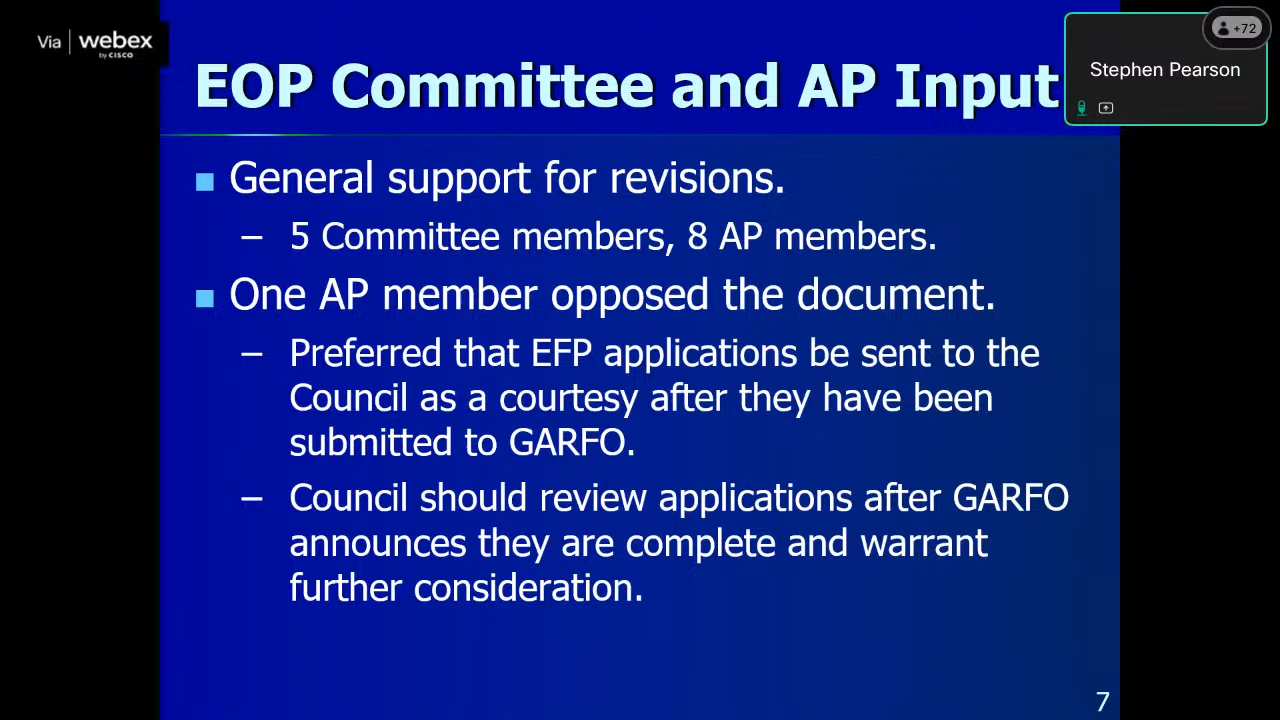 Via webex
by CISCO
+72
Stephen Pearson
EOP Committee and AP Input
General support for revisions.
– 5 Committee members, 8 AP members.
One AP member opposed the document.
– Preferred that EFP applications be sent to the
Council as a courtesy after they have been
submitted to GARFO.
– Council should review applications after GARFO
announces they are complete and warrant
further consideration.
7